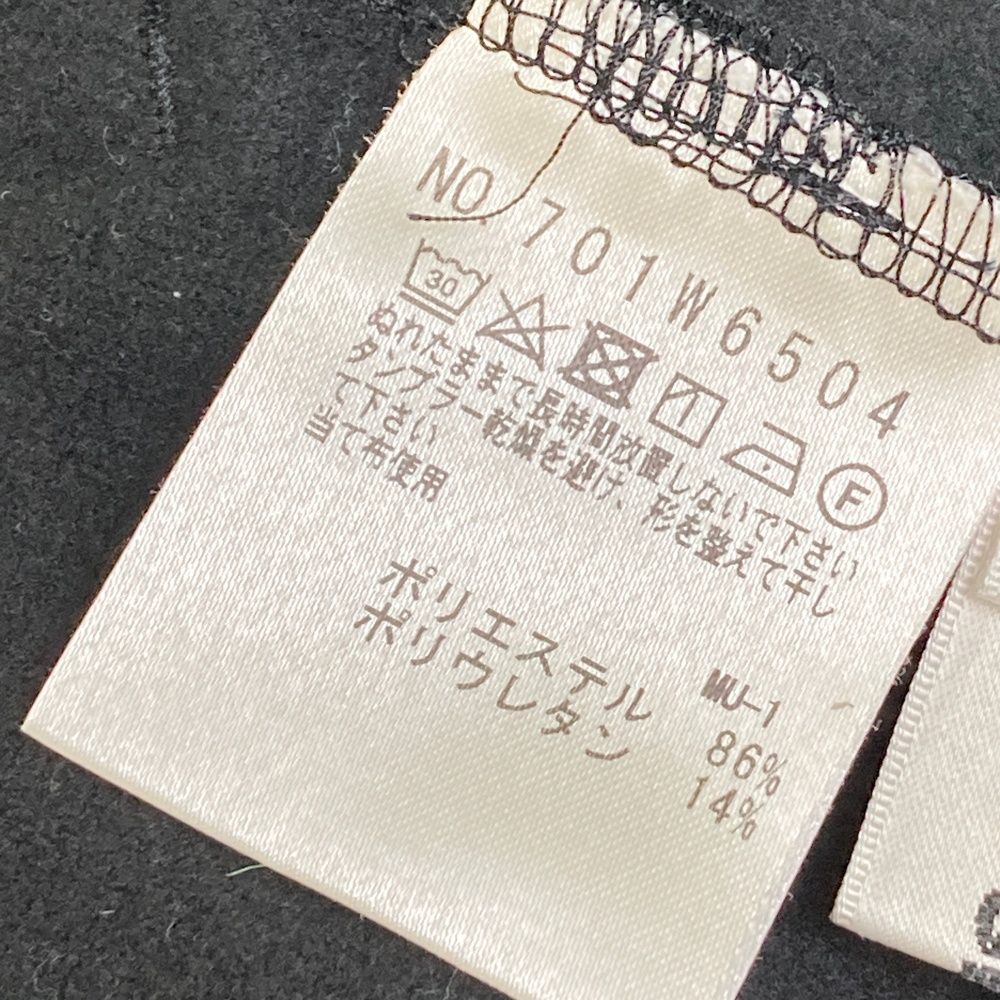 NO.701W6504
30
F
ぬれたままで長時間放置しないで下さい
タンブラー乾燥を避け、形を整えて干し
て下さい
当て布使用
MU-1
ポリエステル 86%
ポリウレタン 14%